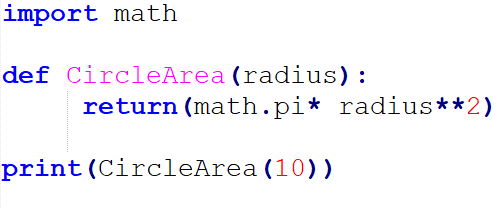 import math
def CircleArea(radius):
return(math.pi* radius**2)
print(CircleArea(10))